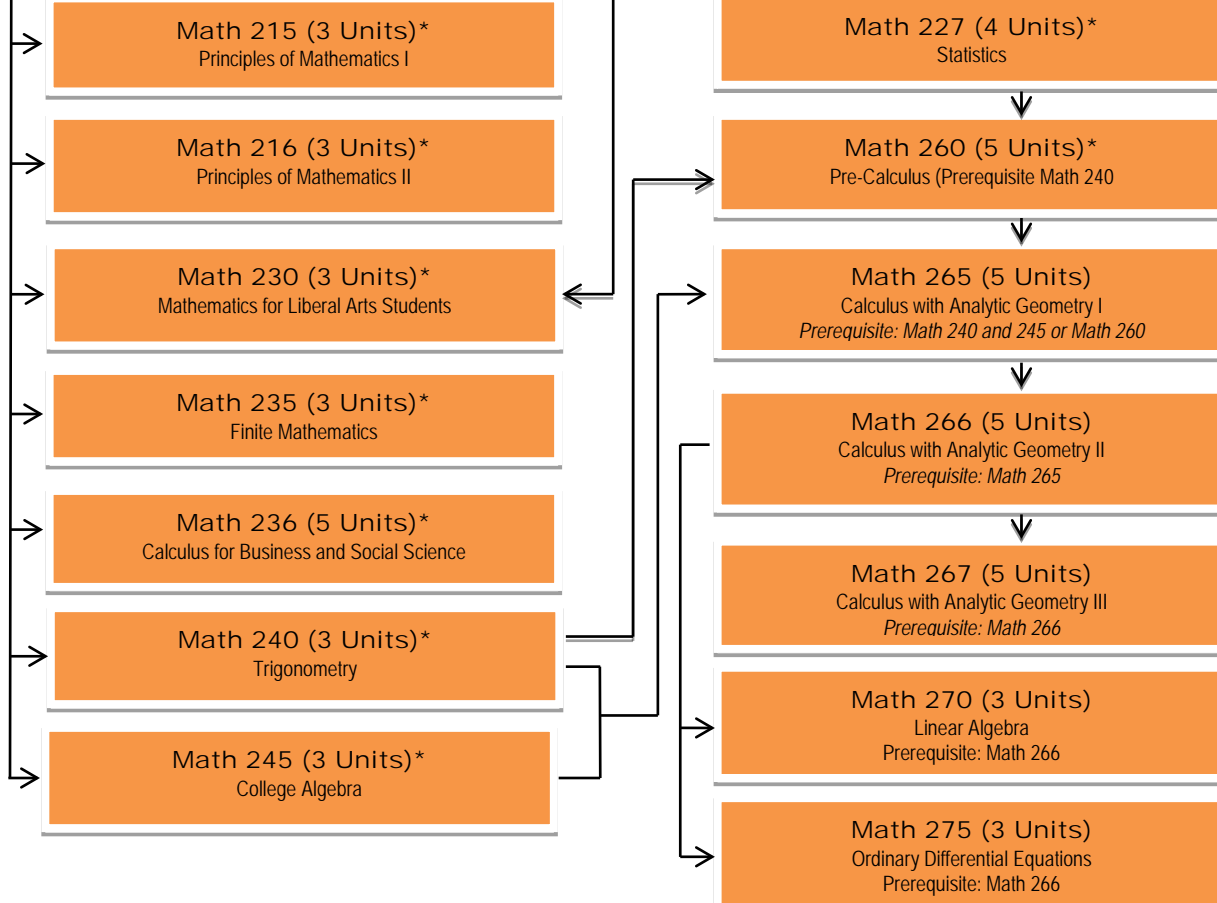 Math 215 (3 Units)*
Principles of Mathematics I
Math 216 (3 Units)*
Principles of Mathematics II
Math 230 (3 Units)*
Mathematics for Liberal Arts Students
Math 235 (3 Units)*
Finite Mathematics
Math 236 (5 Units)*
Calculus for Business and Social Science
Math 240 (3 Units)*
Trigonometry
Math 245 (3 Units)*
College Algebra
Math 227 (4 Units)*
Statistics
Math 260 (5 Units)*
Pre-Calculus (Prerequisite Math 240
Math 265 (5 Units)
Calculus with Analytic Geometry I
Prerequisite: Math 240 and 245 or Math 260
Math 266 (5 Units)
Calculus with Analytic Geometry II
Prerequisite: Math 265
Math 267 (5 Units)
Calculus with Analytic Geometry III
Prerequisite: Math 266
Math 270 (3 Units)
Linear Algebra
Prerequisite: Math 266
Math 275 (3 Units)
Ordinary Differential Equations
Prerequisite: Math 266